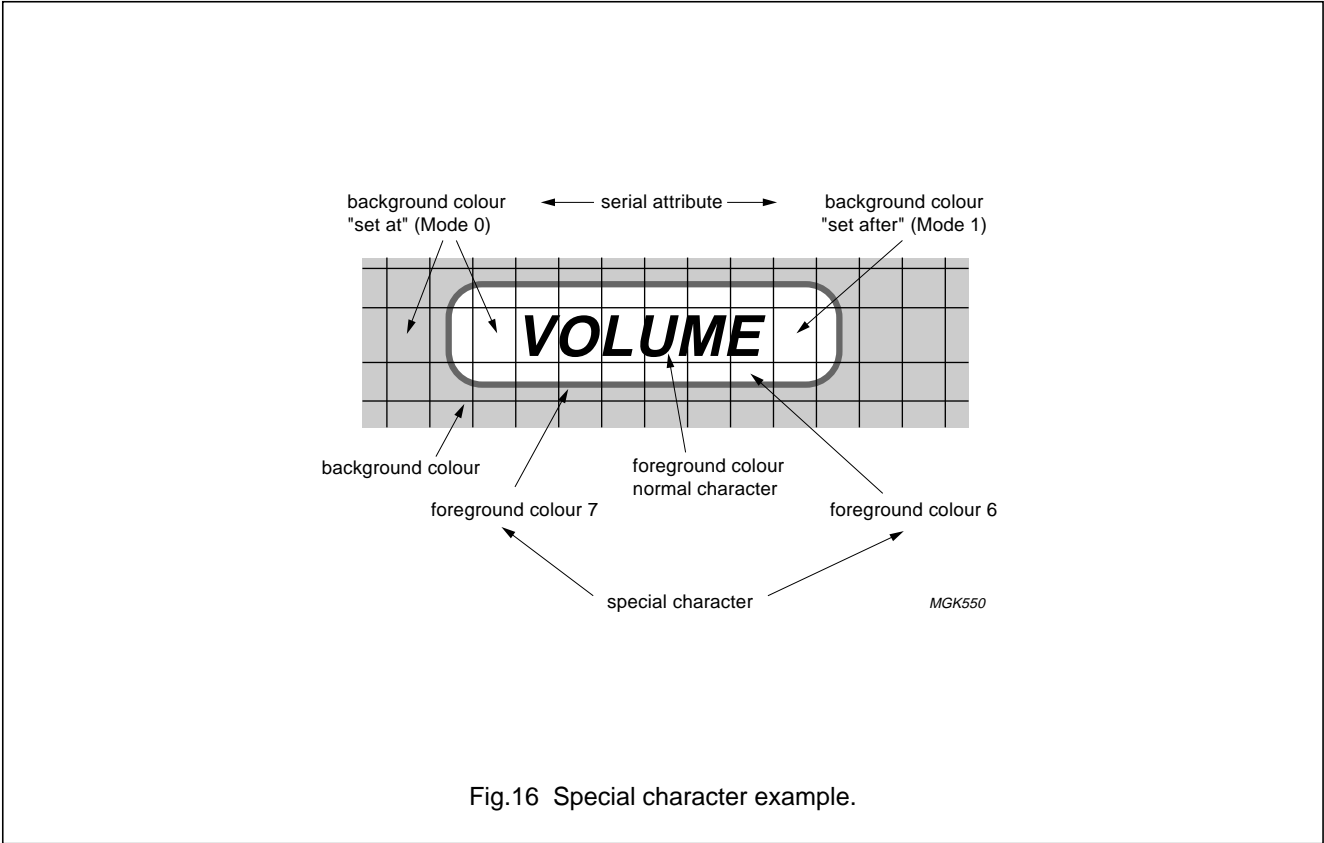 background colour
"set at" (Mode 0)
serial attribute
background colour
"set after" (Mode 1)
VOLUME
background colour
foreground colour
normal character
foreground colour 7
foreground colour 6
special character
MGK550
Fig.16 Special character example.